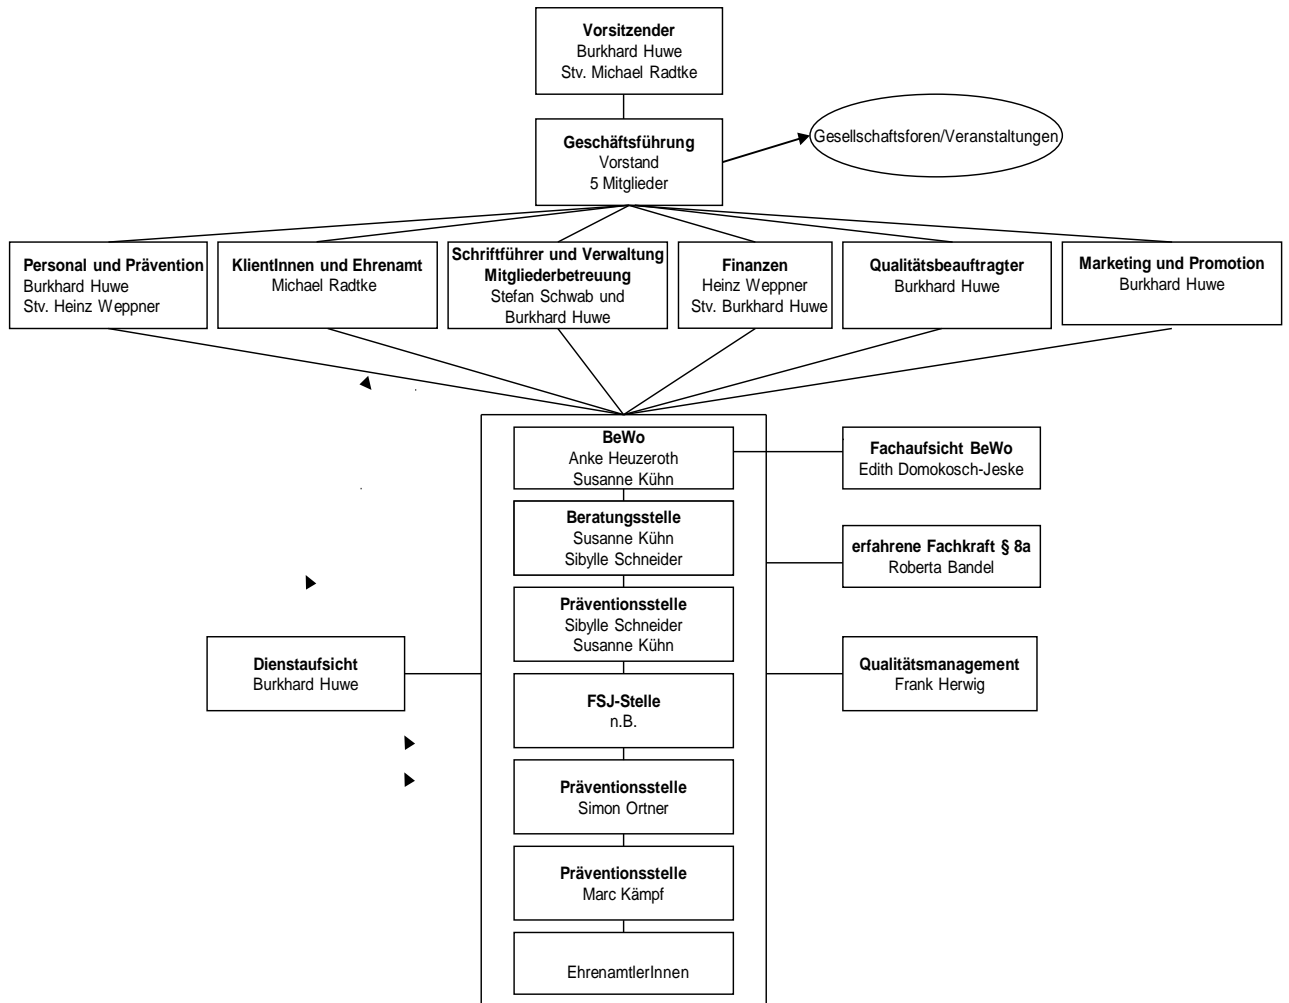 Vorsitzender
Burkhard Huwe
Stv. Michael Radtke
Geschäftsführung
Vorstand
5 Mitglieder
Gesellschaftsforen/Veranstaltungen
Personal und Prävention
Burkhard Huwe
Stv. Heinz Weppner
KlientInnen und Ehrenamt
Michael Radtke
Schriftführer und Verwaltung
Mitgliederbetreuung
Stefan Schwab und
Burkhard Huwe
Finanzen
Heinz Weppner
Stv. Burkhard Huwe
Qualitätsbeauftragter
Burkhard Huwe
Marketing und Promotion
Burkhard Huwe
BeWo
Anke Heuzeroth
Susanne Kühn
Fachaufsicht BeWo
Edith Domokosch-Jeske
Beratungsstelle
Susanne Kühn
Sibylle Schneider
erfahrene Fachkraft § 8a
Roberta Bandel
Präventionsstelle
Sibylle Schneider
Susanne Kühn
Dienstaufsicht
Burkhard Huwe
Qualitätsmanagement
Frank Herwig
FSJ-Stelle
n.B.
Präventionsstelle
Simon Ortner
Präventionsstelle
Marc Kämpf
EhrenamtlerInnen